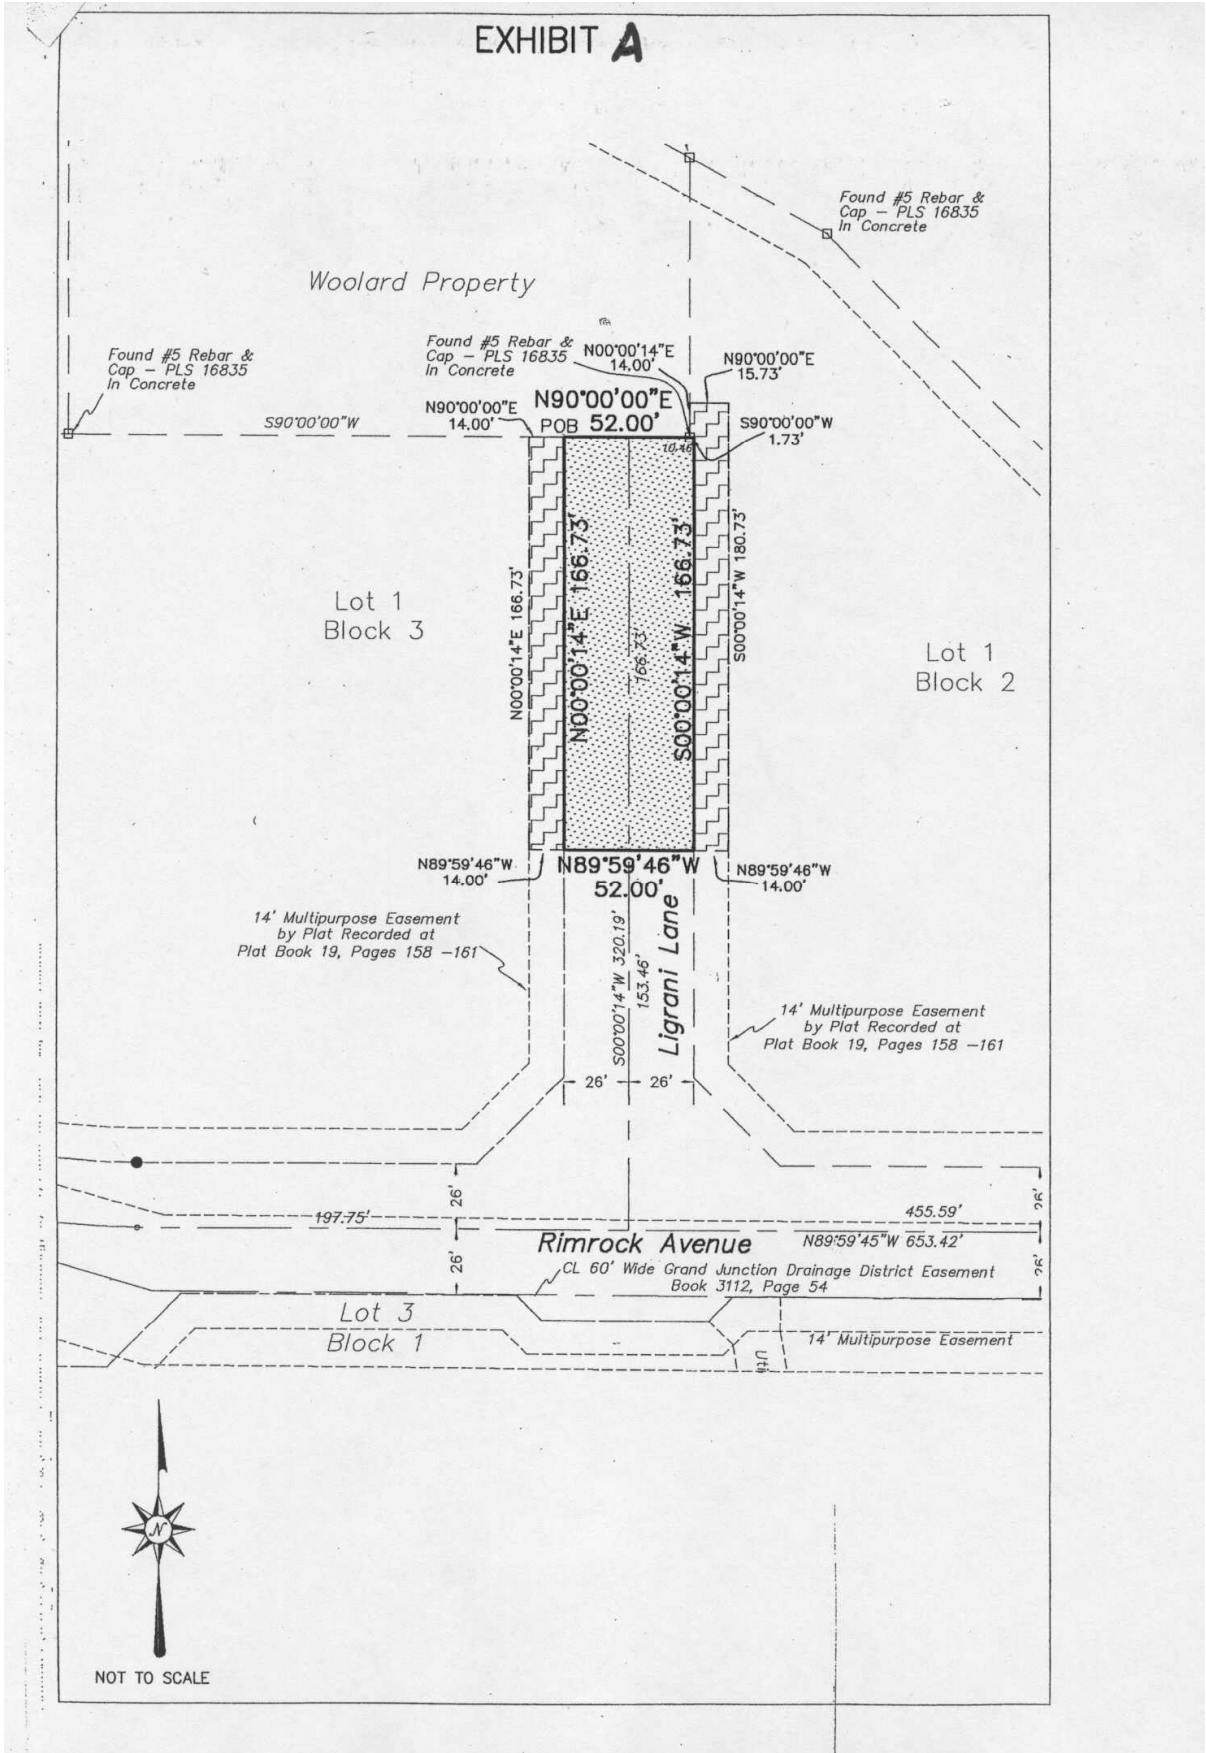 EXHIBIT A
Found #5 Rebar &
Cap – PLS 16835
In Concrete
Woolard Property
Found #5 Rebar &
Cap – PLS 16835
In Concrete
Found #5 Rebar &
Cap – PLS 16835
In Concrete
N00°00'14"E
14.00'
N90°00'00"E
15.73'
S90°00'00"W
N90°00'00"E
14.00'
N90°00'00"E
POB 52.00'
S90°00'00"W
1.73'
N00°00'14"E 166.73'
N00°00'14"E 166.73'
166.73'
S00°00'14"W 166.73'
S00°00'14"W 180.73'
Lot 1
Block 3
Lot 1
Block 2
N89°59'46"W
14.00'
N89°59'46"W
52.00'
N89°59'46"W
14.00'
14' Multipurpose Easement
by Plat Recorded at
Plat Book 19, Pages 158 –161
S00°00'14"W 320.19'
153.46'
Ligrani Lane
14' Multipurpose Easement
by Plat Recorded at
Plat Book 19, Pages 158 –161
26' 26'
26'
26'
197.75'
455.59'
Rimrock Avenue
N89°59'45"W 653.42'
26'
26'
CL 60' Wide Grand Junction Drainage District Easement
Book 3112, Page 54
Lot 3
Block 1
Uti
14' Multipurpose Easement
N
NOT TO SCALE